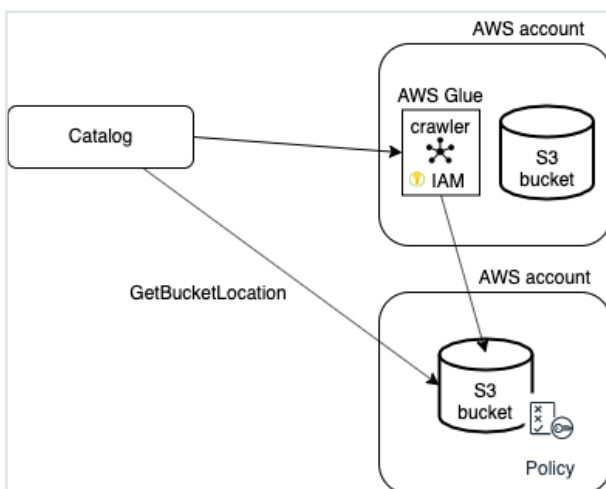 AWS account
AWS Glue
crawler
IAM
S3
bucket
Catalog
GetBucketLocation
AWS account
S3
bucket
Policy